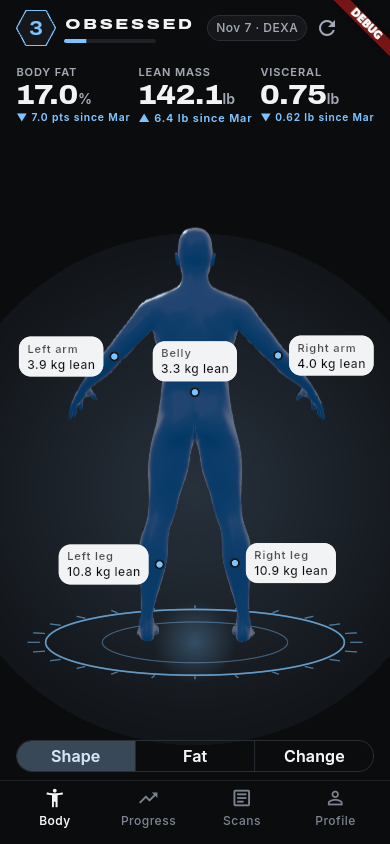 3
OBSESSED
Nov 7 · DEXA
DEBUG
BODY FAT
17.0%
▼ 7.0 pts since Mar
LEAN MASS
142.1lb
▲ 6.4 lb since Mar
VISCERAL
0.75lb
▼ 0.62 lb since Mar
Left arm
3.9 kg lean
Belly
3.3 kg lean
Right arm
4.0 kg lean
Left leg
10.8 kg lean
Right leg
10.9 kg lean
Shape
Fat
Change
Body
Progress
Scans
Profile